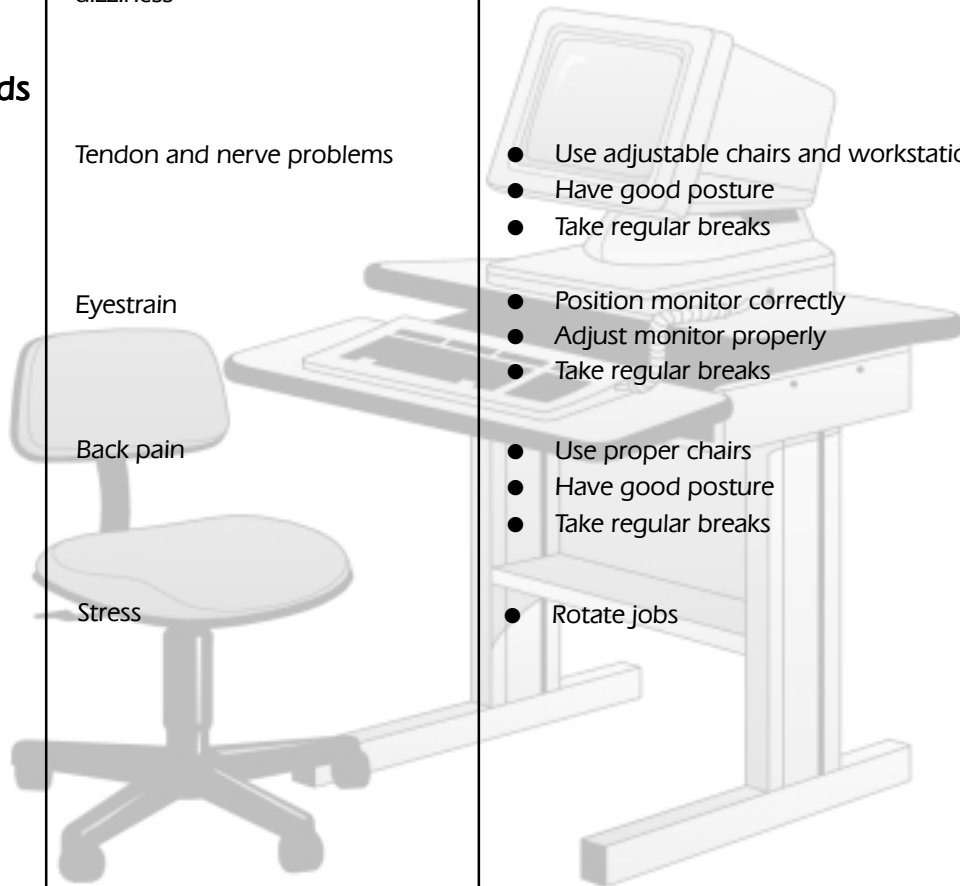 Tendon and nerve problems
● Use adjustable chairs and
● Have good posture
● Take regular breaks
Eyestrain
● Position monitor correctly
● Adjust monitor properly
● Take regular breaks
Back pain
● Use proper chairs
● Have good posture
● Take regular breaks
Stress
● Rotate jobs